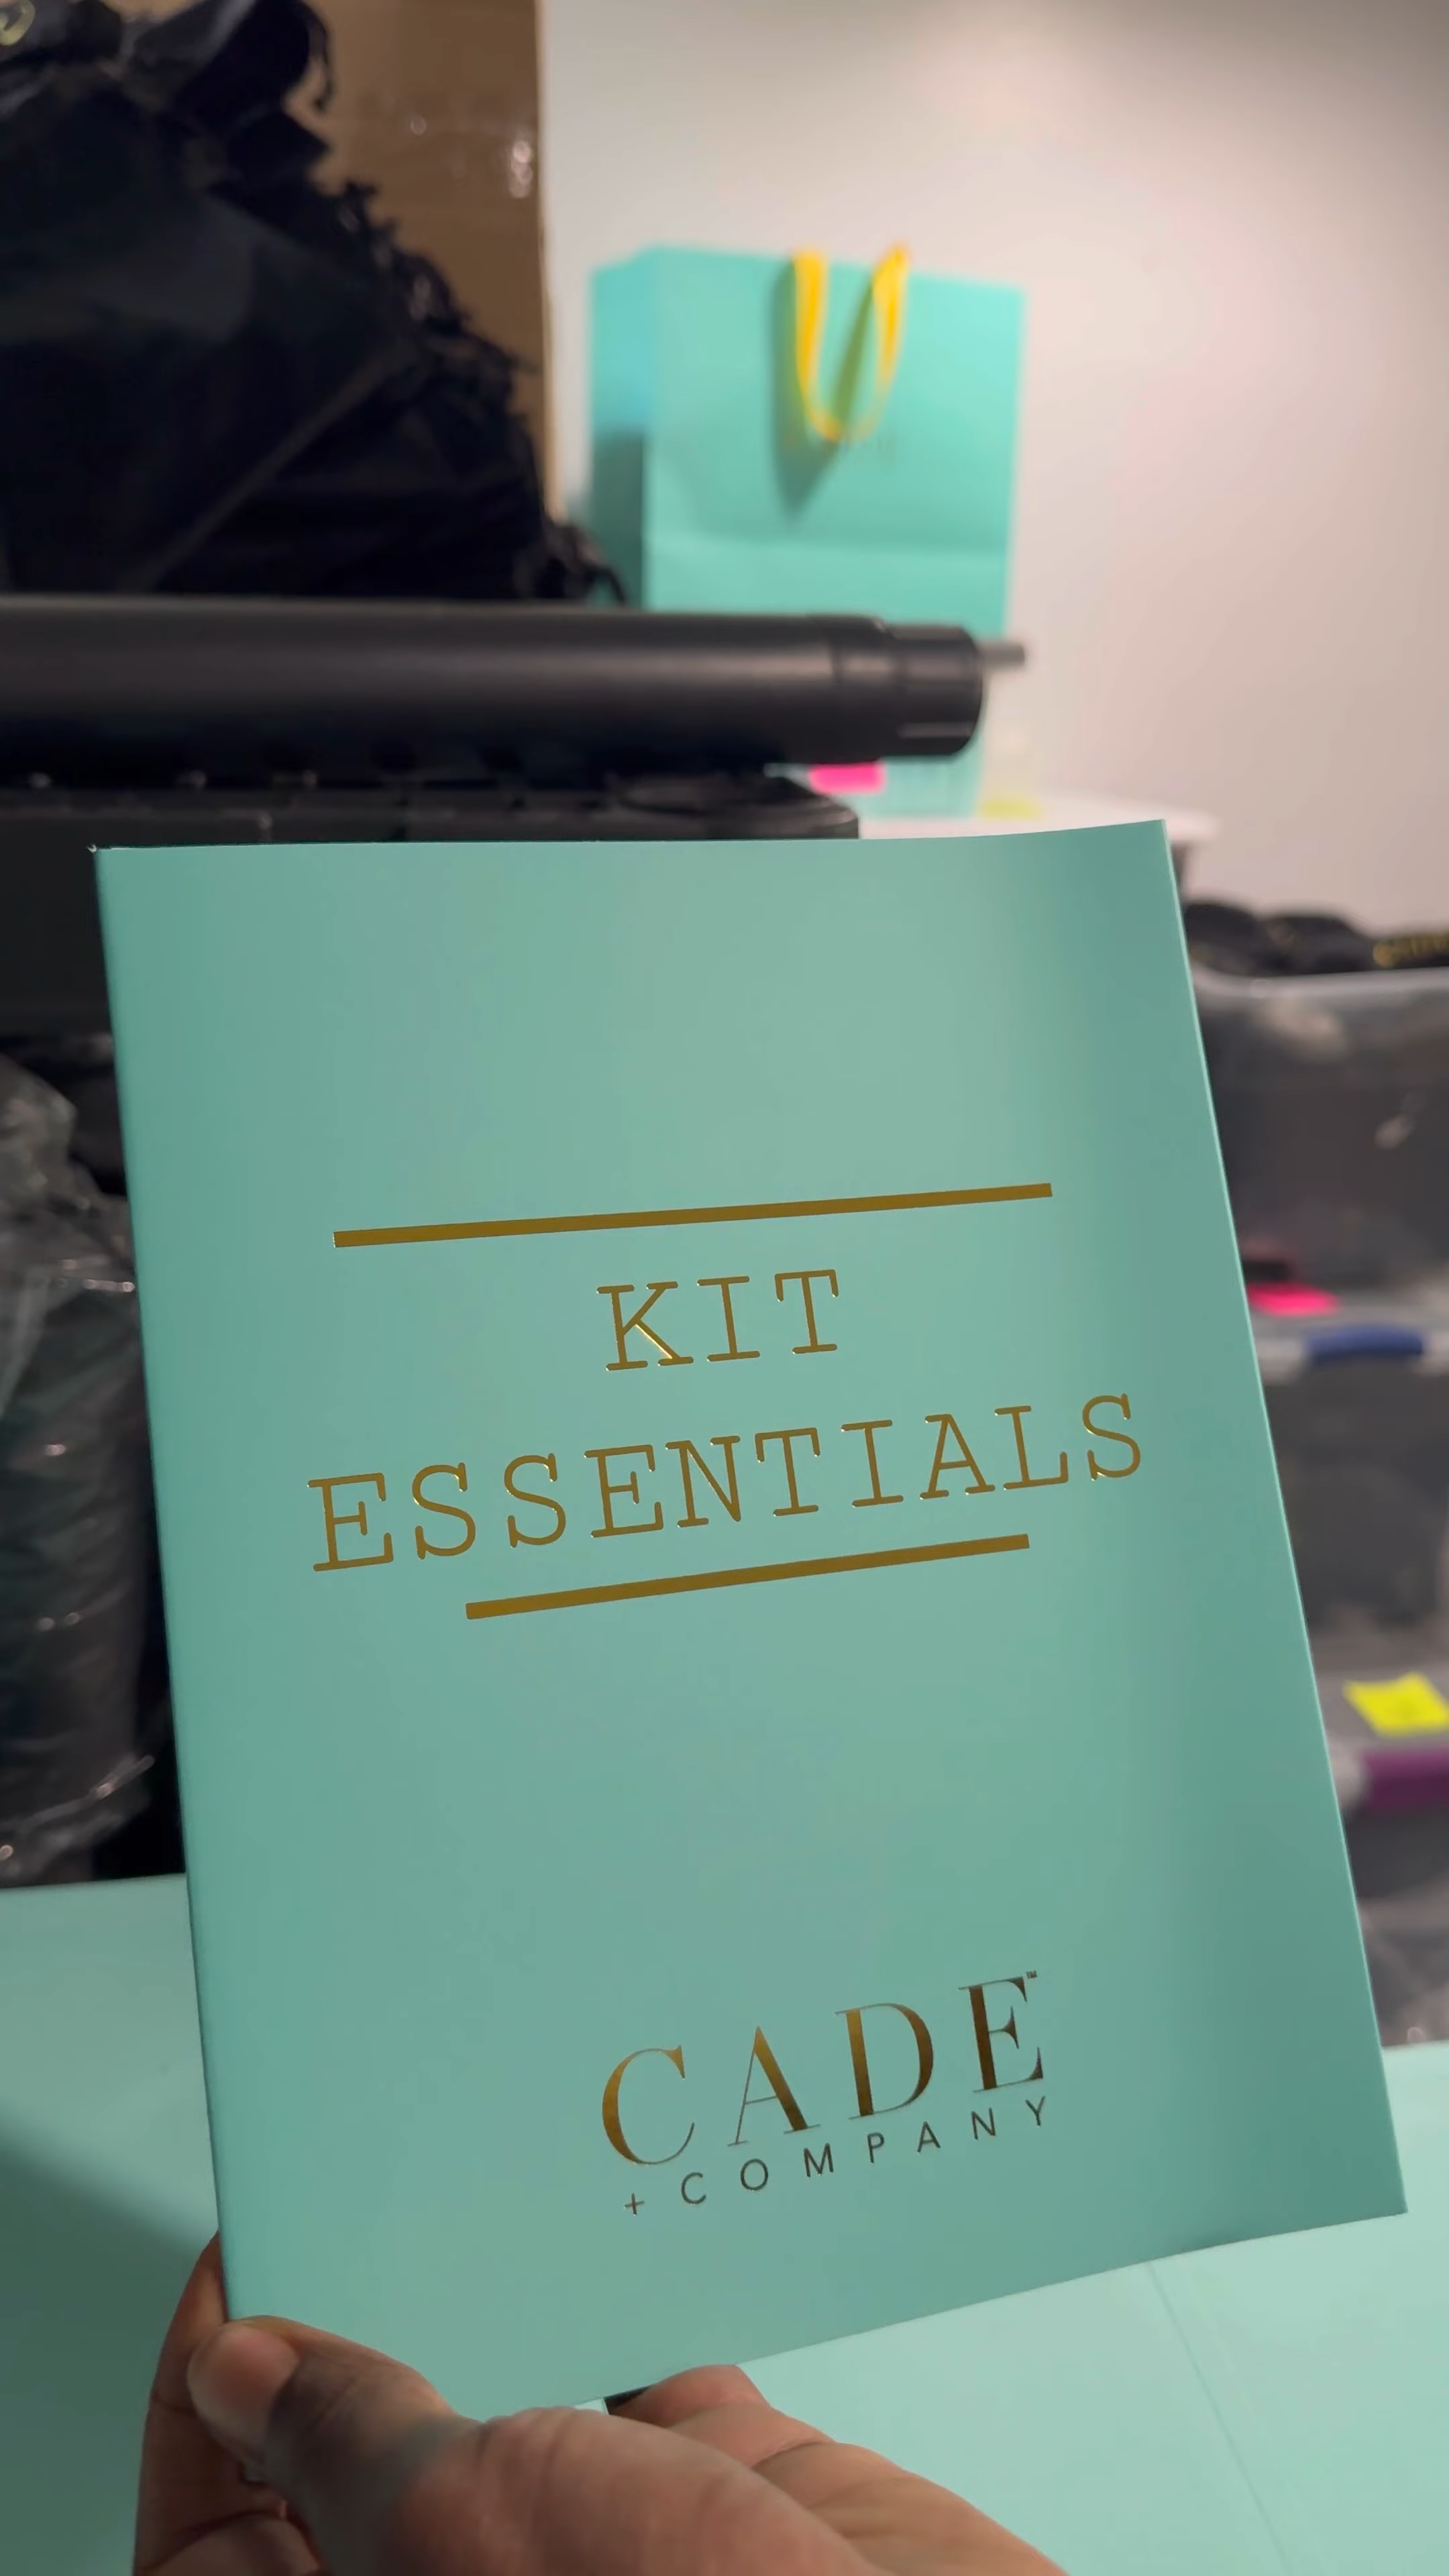 KIT
ESSENTIALS
CADE™
+ COMPANY